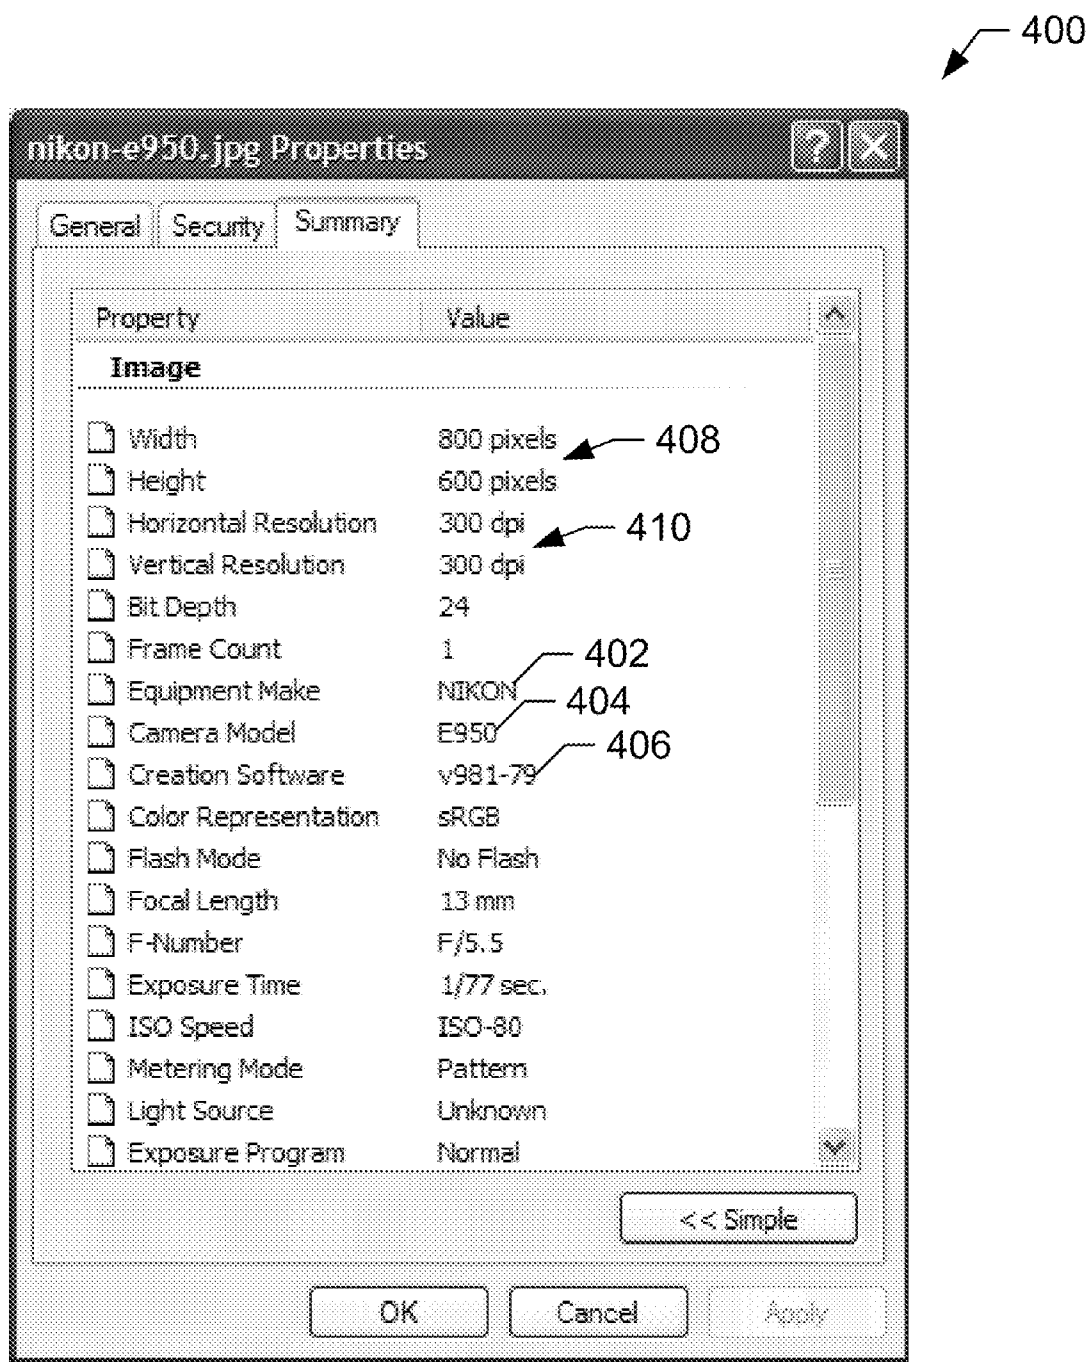 400
nikon-e950.jpg Properties
General Security Summary
Property Value
Image
Width 800 pixels 408
Height 600 pixels
Horizontal Resolution 300 dpi 410
Vertical Resolution 300 dpi
Bit Depth 24
Frame Count 1 402
Equipment Make NIKON 404
Camera Model E950 406
Creation Software v981-79
Color Representation sRGB
Flash Mode No Flash
Focal Length 13 mm
F-Number F/5.5
Exposure Time 1/77 sec.
ISO Speed ISO-80
Metering Mode Pattern
Light Source Unknown
Exposure Program Normal
<< Simple
OK Cancel Apply